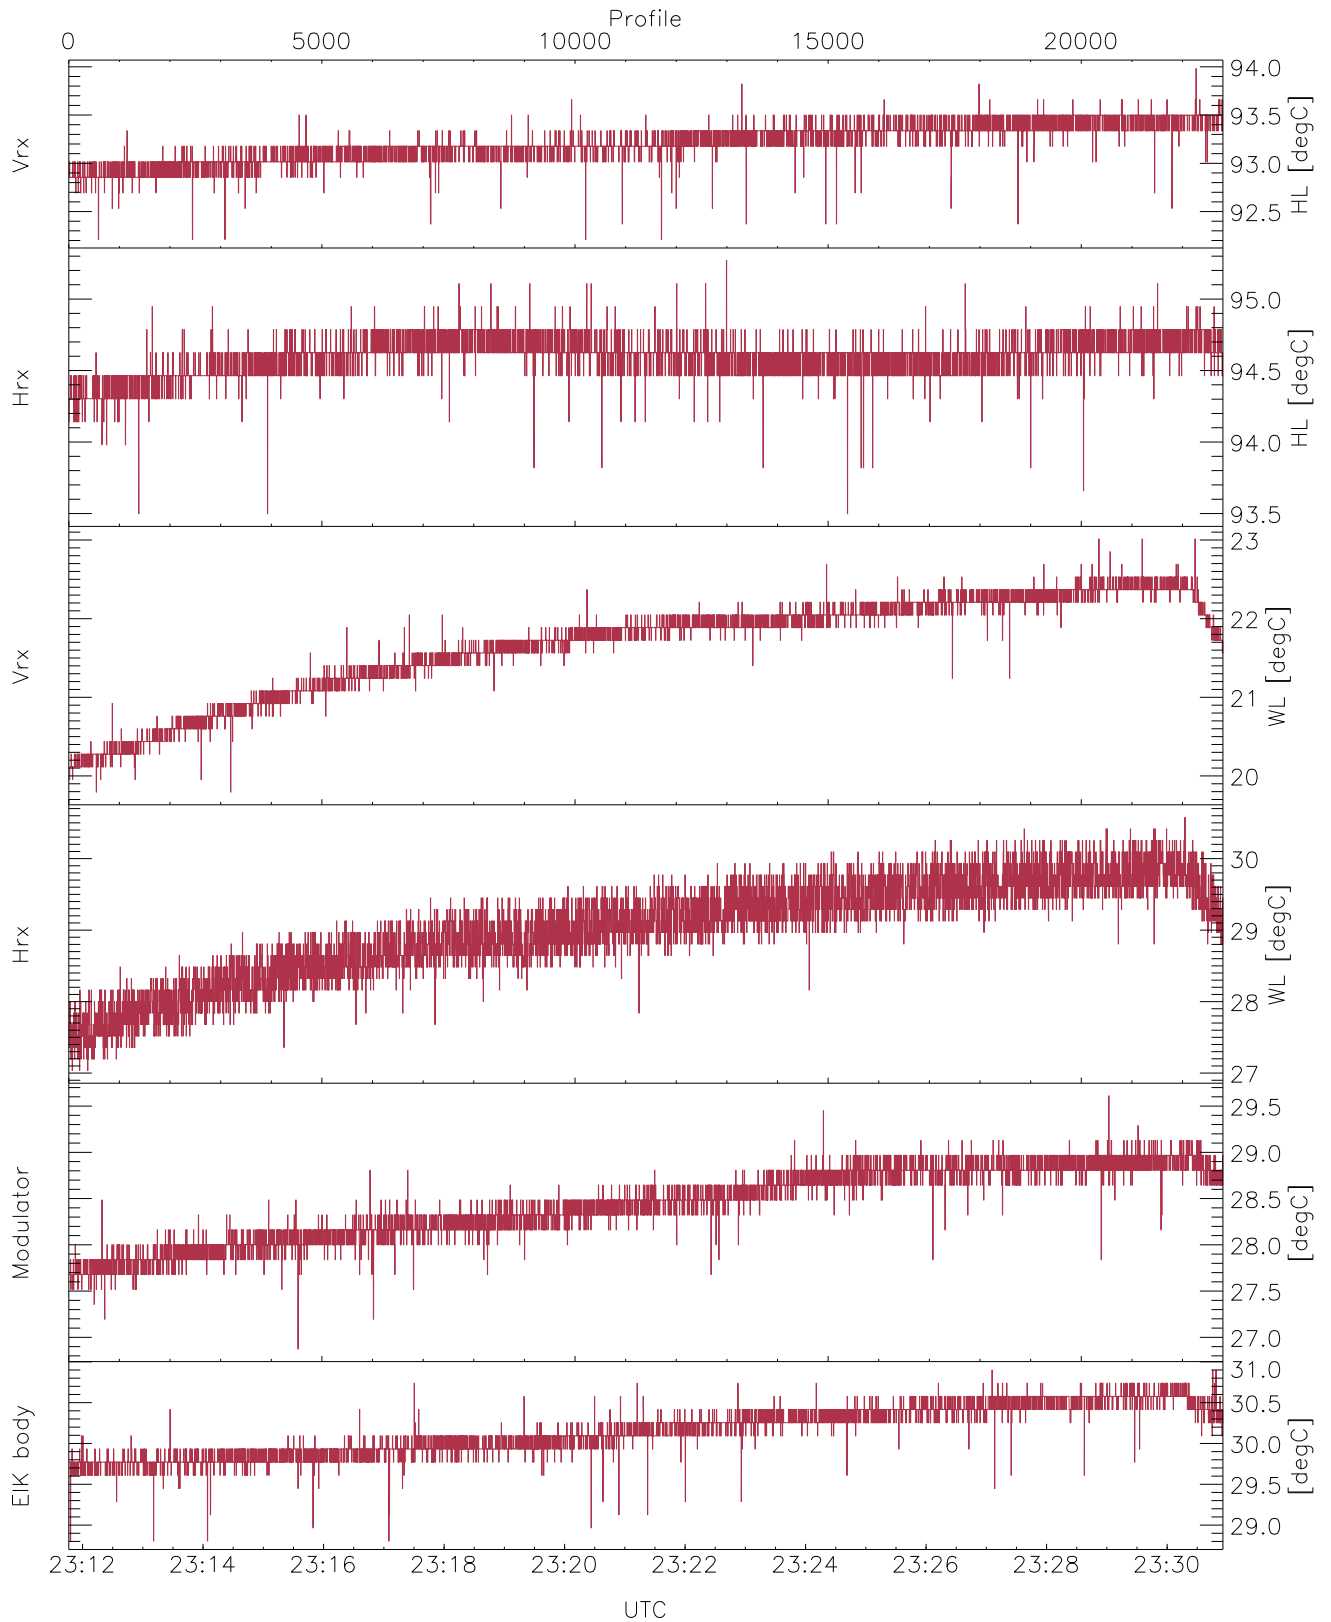 Profile
0 5000 10000 15000 20000
Vrx
94.0
93.5
93.0
92.5
HL [degC]
Hrx
95.0
94.5
94.0
93.5
HL [degC]
Vrx
23
22
21
20
WL [degC]
Hrx
30
29
28
27
WL [degC]
Modulator
29.5
29.0
28.5
28.0
27.5
27.0
[degC]
EIK body
31.0
30.5
30.0
29.5
29.0
[degC]
23:12 23:14 23:16 23:18 23:20 23:22 23:24 23:26 23:28 23:30
UTC